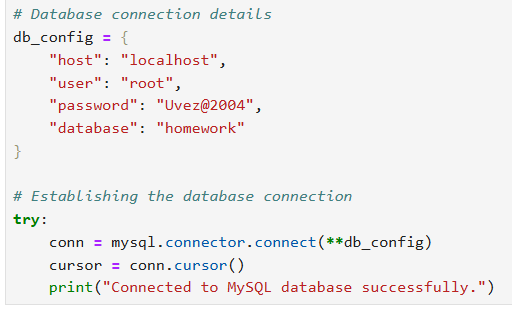 # Database connection details
db_config = {
    "host": "localhost",
    "user": "root",
    "password": "Uvez@2004",
    "database": "homework"
}
# Establishing the database connection
try:
    conn = mysql.connector.connect(**db_config)
    cursor = conn.cursor()
    print("Connected to MySQL database successfully.")